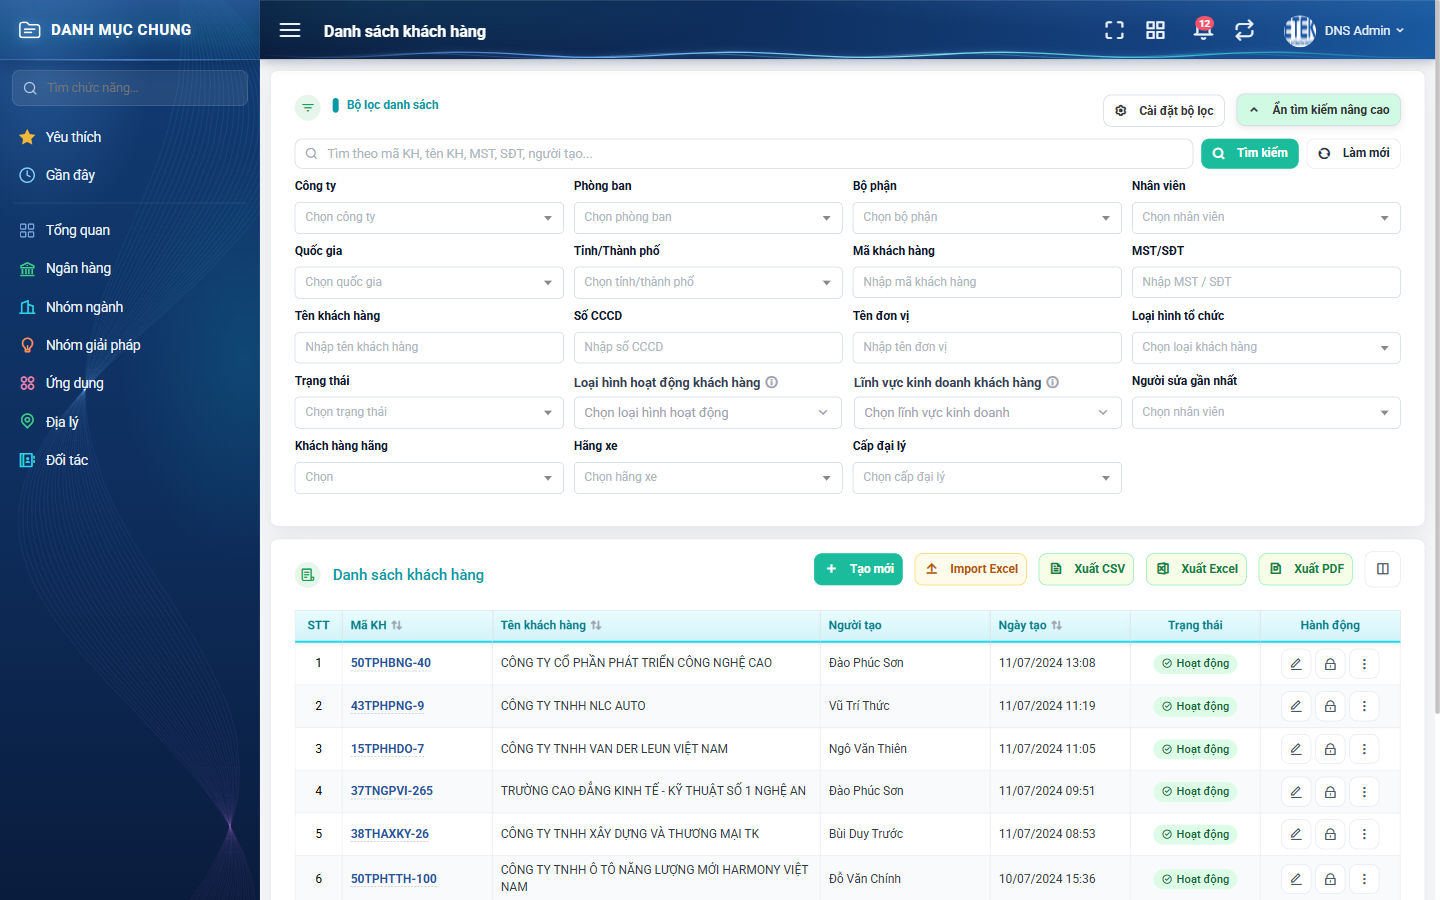 DANH MỤC CHUNG
Tìm chức năng...
Yêu thích
Gần đây
Tổng quan
Ngân hàng
Nhóm ngành
Nhóm giải pháp
Ứng dụng
Địa lý
Đối tác
Danh sách khách hàng
12
DNS Admin
Bộ lọc danh sách
Cài đặt bộ lọc
Ẩn tìm kiếm nâng cao
Tìm theo mã KH, tên KH, MST, SĐT, người tạo...
Tìm kiếm
Làm mới
Công ty
Phòng ban
Bộ phận
Nhân viên
Chọn công ty
Chọn phòng ban
Chọn bộ phận
Chọn nhân viên
Quốc gia
Tỉnh/Thành phố
Mã khách hàng
MST/SĐT
Chọn quốc gia
Chọn tỉnh/thành phố
Nhập mã khách hàng
Nhập MST / SĐT
Tên khách hàng
Số CCCD
Tên đơn vị
Loại hình tổ chức
Nhập tên khách hàng
Nhập số CCCD
Nhập tên đơn vị
Chọn loại khách hàng
Trạng thái
Loại hình hoạt động khách hàng
Lĩnh vực kinh doanh khách hàng
Người sửa gần nhất
Chọn trạng thái
Chọn loại hình hoạt động
Chọn lĩnh vực kinh doanh
Chọn nhân viên
Khách hàng hãng
Hãng xe
Cấp đại lý
Chọn
Chọn hãng xe
Chọn cấp đại lý
Danh sách khách hàng
Tạo mới
Import Excel
Xuất CSV
Xuất Excel
Xuất PDF
STT Mã KH Tên khách hàng Người tạo Ngày tạo Trạng thái Hành động
1 50TPHBNG-40 CÔNG TY CỔ PHẦN PHÁT TRIỂN CÔNG NGHỆ CAO Đào Phúc Sơn 11/07/2024 13:08 Hoạt động
2 43TPHPNG-9 CÔNG TY TNHH NLC AUTO Vũ Trí Thức 11/07/2024 11:19 Hoạt động
3 15TPHHDO-7 CÔNG TY TNHH VAN DER LEUN VIỆT NAM Ngô Văn Thiên 11/07/2024 11:05 Hoạt động
4 37TNGPVI-265 TRƯỜNG CAO ĐẲNG KINH TẾ - KỸ THUẬT SỐ 1 NGHỆ AN Đào Phúc Sơn 11/07/2024 09:51 Hoạt động
5 38THAXKY-26 CÔNG TY TNHH XÂY DỰNG VÀ THƯƠNG MẠI TK Bùi Duy Trước 11/07/2024 08:53 Hoạt động
6 50TPHTTH-100 CÔNG TY TNHH Ô TÔ NĂNG LƯỢNG MỚI HARMONY VIỆT NAM Đỗ Văn Chính 10/07/2024 15:36 Hoạt động